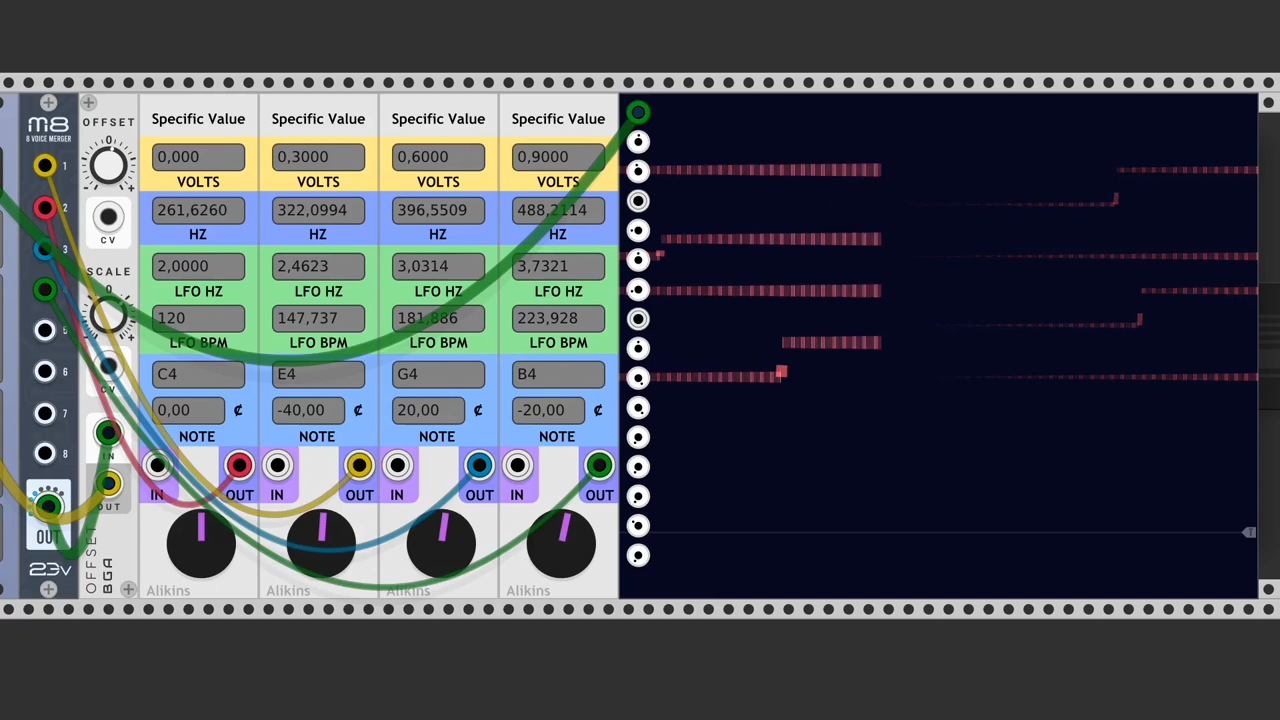 m8
8 VOICE MERGER
1
2
3
4
5
6
7
8
OUT
23v
OFFSET
0
CV
SCALE
0
CV
IN
OUT
OFFSET
BGA
Specific Value
0,000
VOLTS
261,6260
HZ
2,0000
LFO HZ
120
LFO BPM
C4
0,00 ¢
NOTE
IN OUT
Alikins
Specific Value
0,3000
VOLTS
322,0994
HZ
2,4623
LFO HZ
147,737
LFO BPM
E4
-40,00 ¢
NOTE
IN OUT
Alikins
Specific Value
0,6000
VOLTS
396,5509
HZ
3,0314
LFO HZ
181,886
LFO BPM
G4
20,00 ¢
NOTE
IN OUT
Alikins
Specific Value
0,9000
VOLTS
488,2114
HZ
3,7321
LFO HZ
223,928
LFO BPM
B4
-20,00 ¢
NOTE
IN OUT
Alikins
T